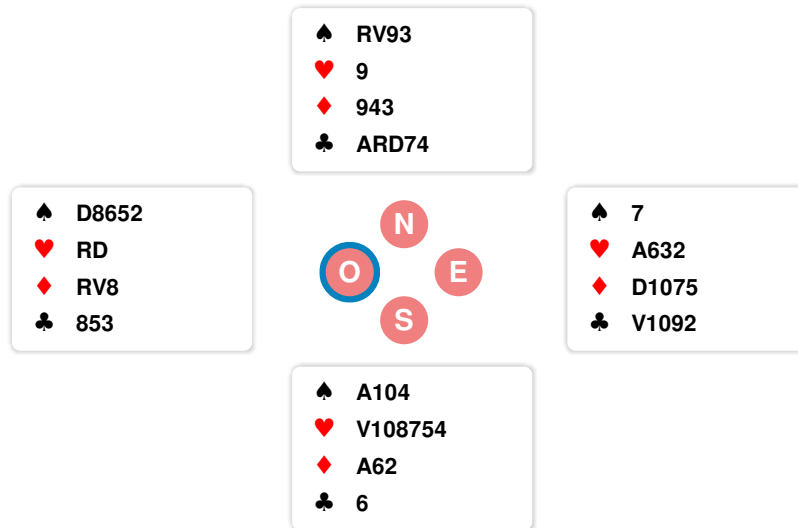 ♠ RV93
♥ 9
♦ 943
♣ ARD74
♠ D8652
♥ RD
♦ RV8
♣ 853
N
O
E
S
♠ 7
♥ A632
♦ D1075
♣ V1092
♠ A104
♥ V108754
♦ A62
♣ 6